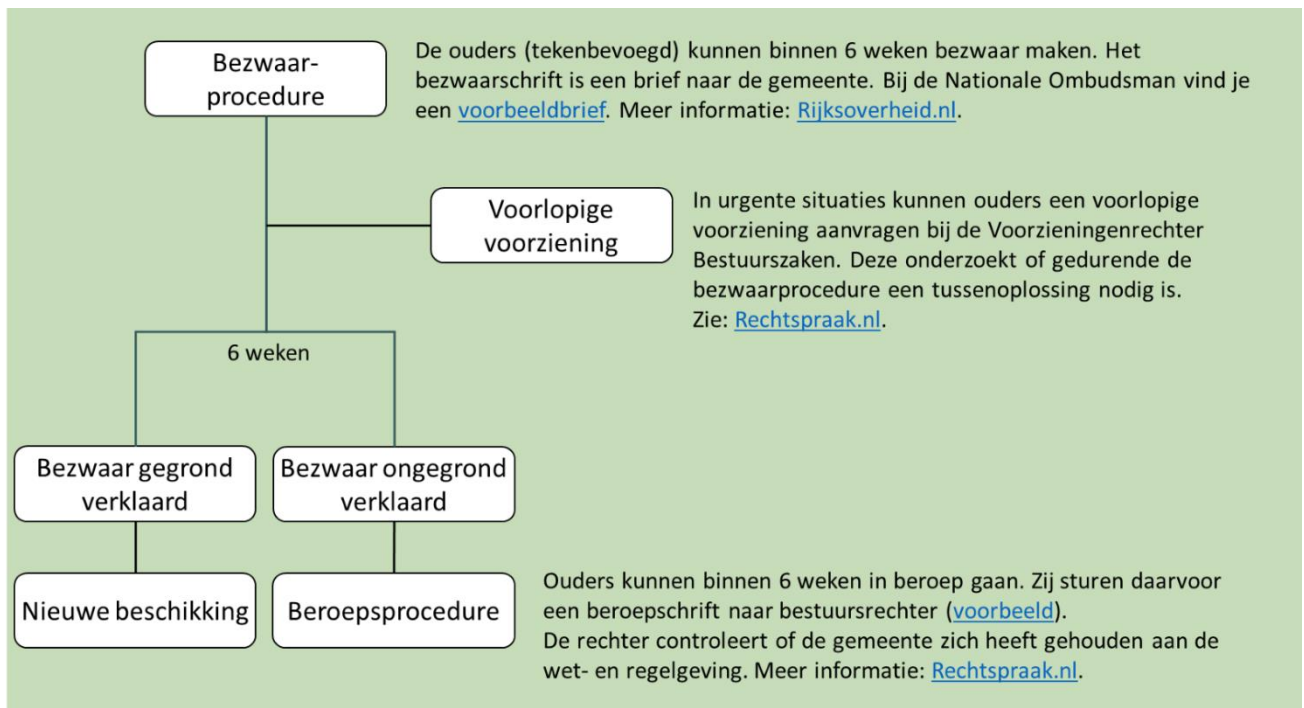 Bezwaar-
procedure
De ouders (tekenbevoegd) kunnen binnen 6 weken bezwaar maken. Het
bezwaarschrift is een brief naar de gemeente. Bij de Nationale Ombudsman vind je
een voorbeeldbrief. Meer informatie: Rijksoverheid.nl.
Voorlopige
voorziening
In urgente situaties kunnen ouders een voorlopige
voorziening aanvragen bij de Voorzieningenrechter
Bestuurszaken. Deze onderzoekt of gedurende de
bezwaarprocedure een tussenoplossing nodig is.
Zie: Rechtspraak.nl.
6 weken
Bezwaar gegrond
verklaard
Bezwaar ongegrond
verklaard
Nieuwe beschikking
Beroepsprocedure
Ouders kunnen binnen 6 weken in beroep gaan. Zij sturen daarvoor
een beroepschrift naar bestuursrechter (voorbeeld).
De rechter controleert of de gemeente zich heeft gehouden aan de
wet- en regelgeving. Meer informatie: Rechtspraak.nl.